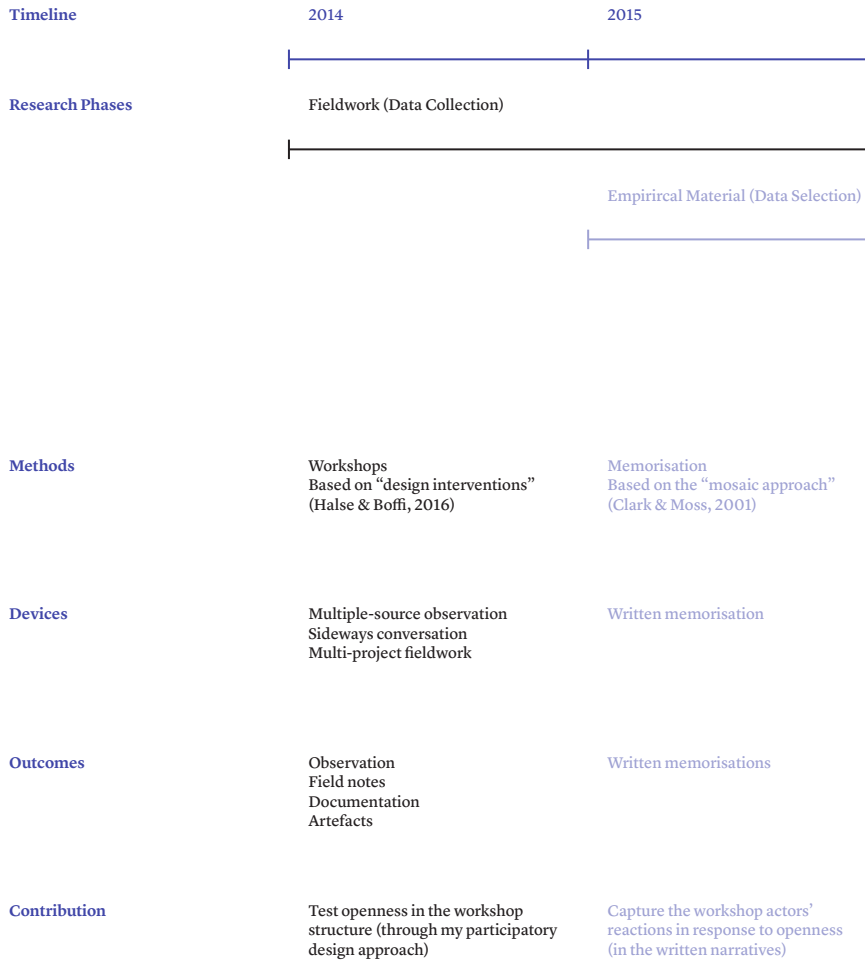 Timeline
2014
2015
Research Phases
Fieldwork (Data Collection)
Empirircal Material (Data Selection)
Methods
Workshops
Based on “design interventions”
(Halse & Boffi, 2016)
Memorisation
Based on the “mosaic approach”
(Clark & Moss, 2001)
Devices
Multiple-source observation
Sideways conversation
Multi-project fieldwork
Written memorisation
Outcomes
Observation
Field notes
Documentation
Artefacts
Written memorisations
Contribution
Test openness in the workshop
structure (through my participatory
design approach)
Capture the workshop actors’
reactions in response to openness
(in the written narratives)